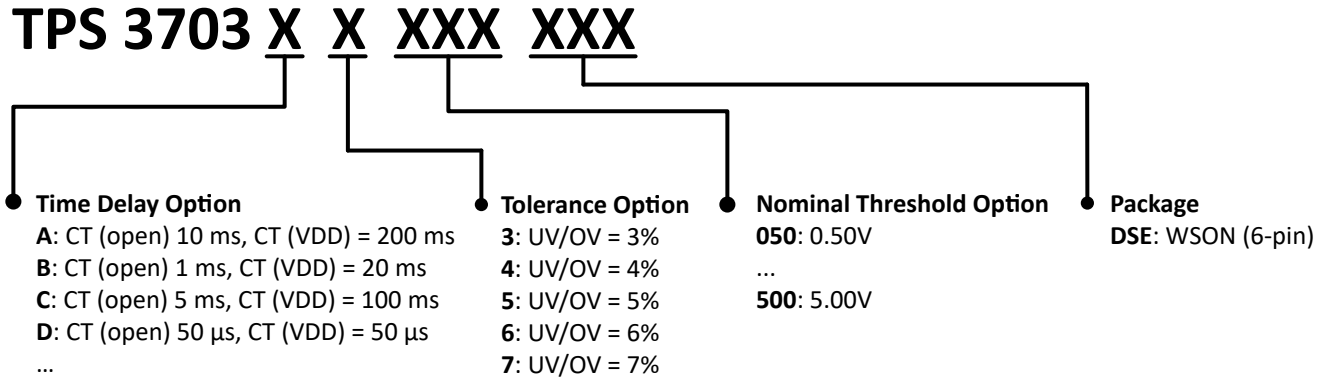 TPS 3703 X X XXX XXX
Time Delay Option
A: CT (open) 10 ms, CT (VDD) = 200 ms
B: CT (open) 1 ms, CT (VDD) = 20 ms
C: CT (open) 5 ms, CT (VDD) = 100 ms
D: CT (open) 50 µs, CT (VDD) = 50 µs
...
Tolerance Option
3: UV/OV = 3%
4: UV/OV = 4%
5: UV/OV = 5%
6: UV/OV = 6%
7: UV/OV = 7%
Nominal Threshold Option
050: 0.50V
...
500: 5.00V
Package
DSE: WSON (6-pin)